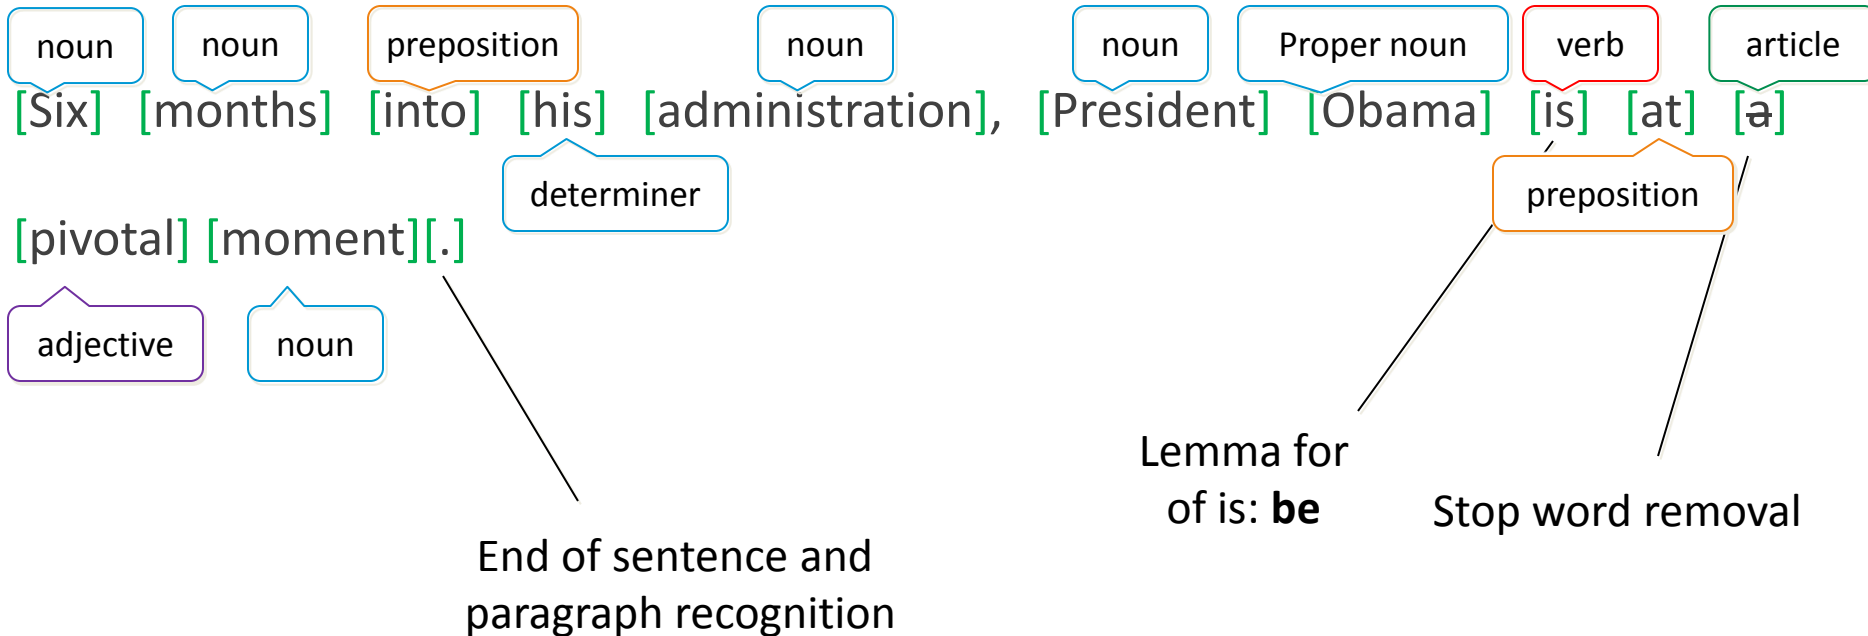 noun noun preposition noun noun Proper noun verb article
[Six] [months] [into] [his] [administration], [President] [Obama] [is] [at] [a]
determiner preposition
[pivotal] [moment][.]
adjective noun
Lemma for
of is: be
Stop word removal
End of sentence and
paragraph recognition